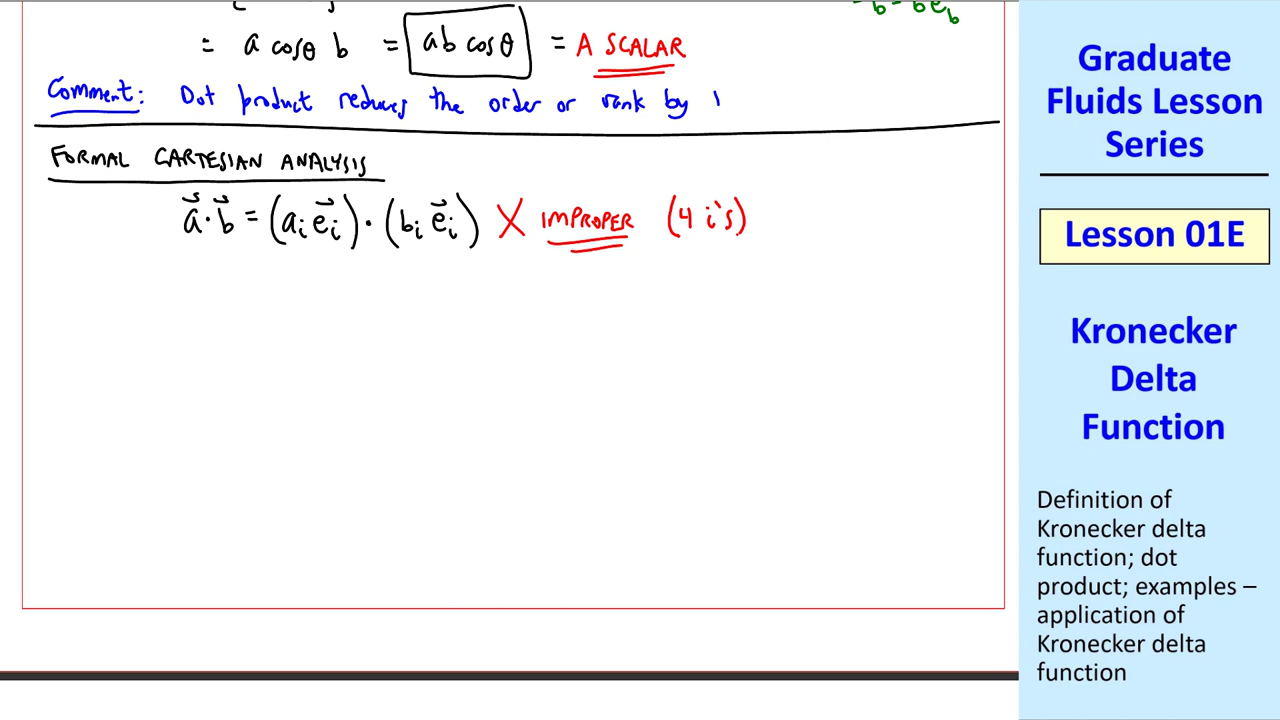 = a cosθ b = ab cosθ = A SCALAR
Comment: Dot product reduces the order or rank by 1
FORMAL CARTESIAN ANALYSIS
a⃗·b⃗ = (aᵢ e⃗ᵢ)·(bᵢ e⃗ᵢ) X IMPROPER (4 i's)
Graduate
Fluids Lesson
Series
Lesson 01E
Kronecker
Delta
Function
Definition of
Kronecker delta
function; dot
product; examples –
application of
Kronecker delta
function